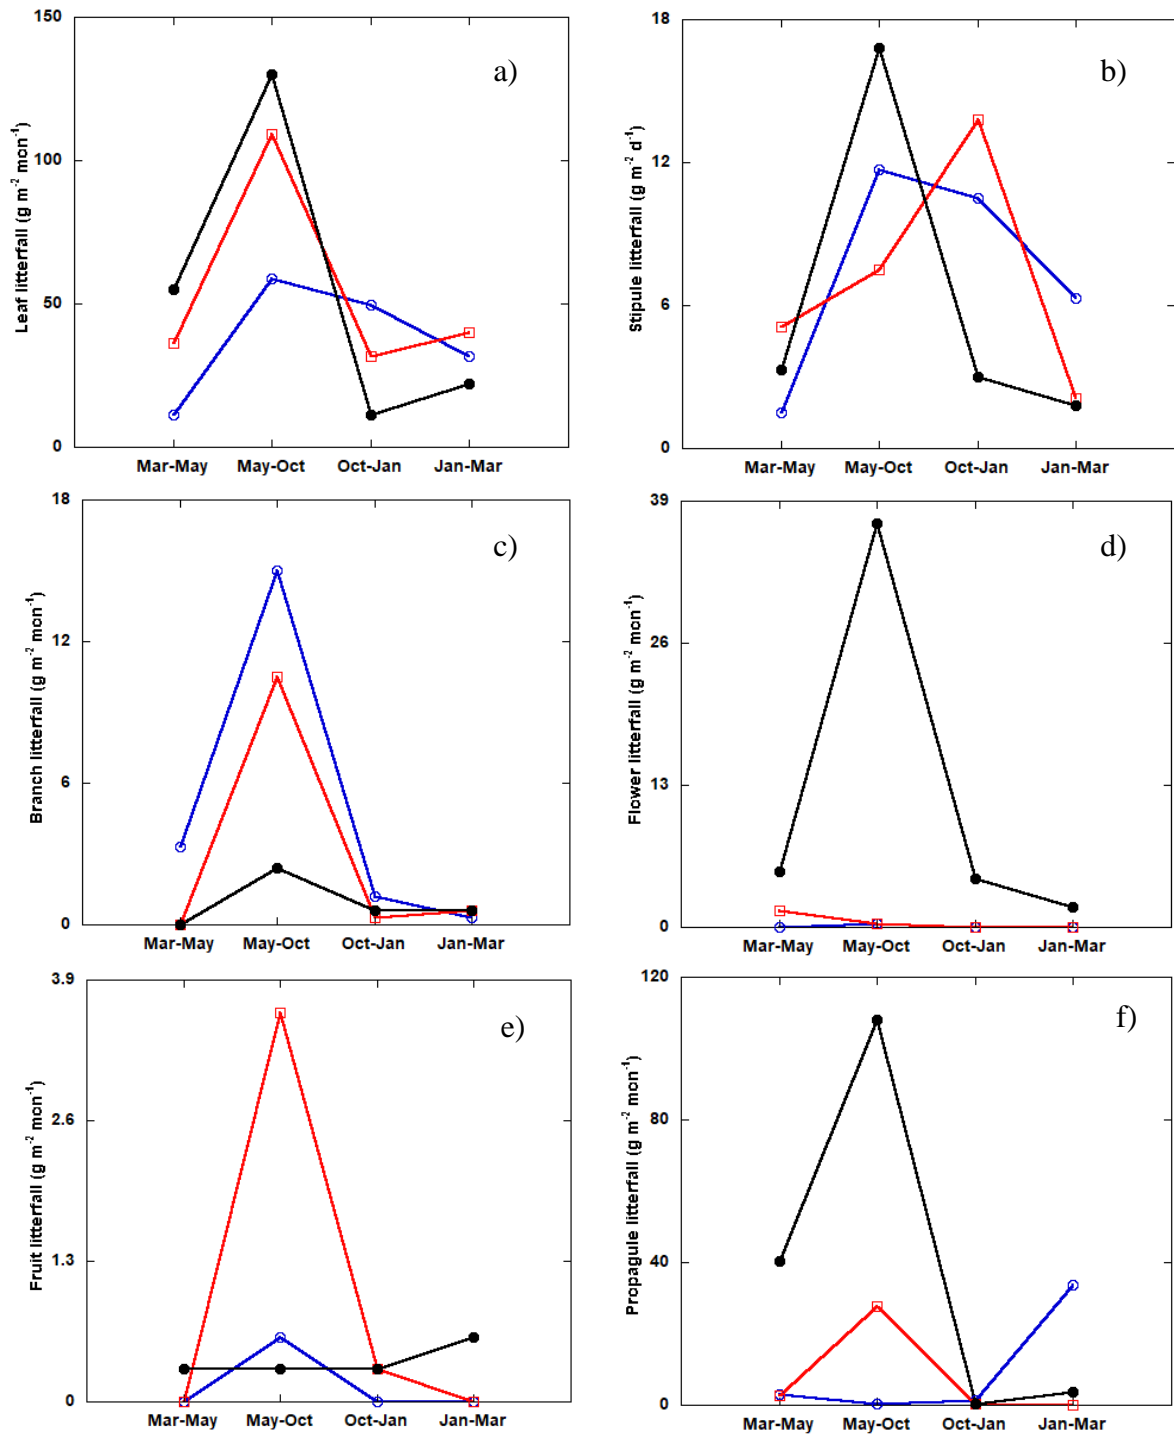 150
100
50
0
Leaf litterfall (g m⁻² mon⁻¹)
a)
Mar-May May-Oct Oct-Jan Jan-Mar
18
12
6
0
Stipule litterfall (g m⁻² d⁻¹)
b)
Mar-May May-Oct Oct-Jan Jan-Mar
18
12
6
0
Branch litterfall (g m⁻² mon⁻¹)
c)
Mar-May May-Oct Oct-Jan Jan-Mar
39
26
13
0
Flower litterfall (g m⁻² mon⁻¹)
d)
Mar-May May-Oct Oct-Jan Jan-Mar
3.9
2.6
1.3
0
Fruit litterfall (g m⁻² mon⁻¹)
e)
Mar-May May-Oct Oct-Jan Jan-Mar
120
80
40
0
Propagule litterfall (g m⁻² mon⁻¹)
f)
Mar-May May-Oct Oct-Jan Jan-Mar